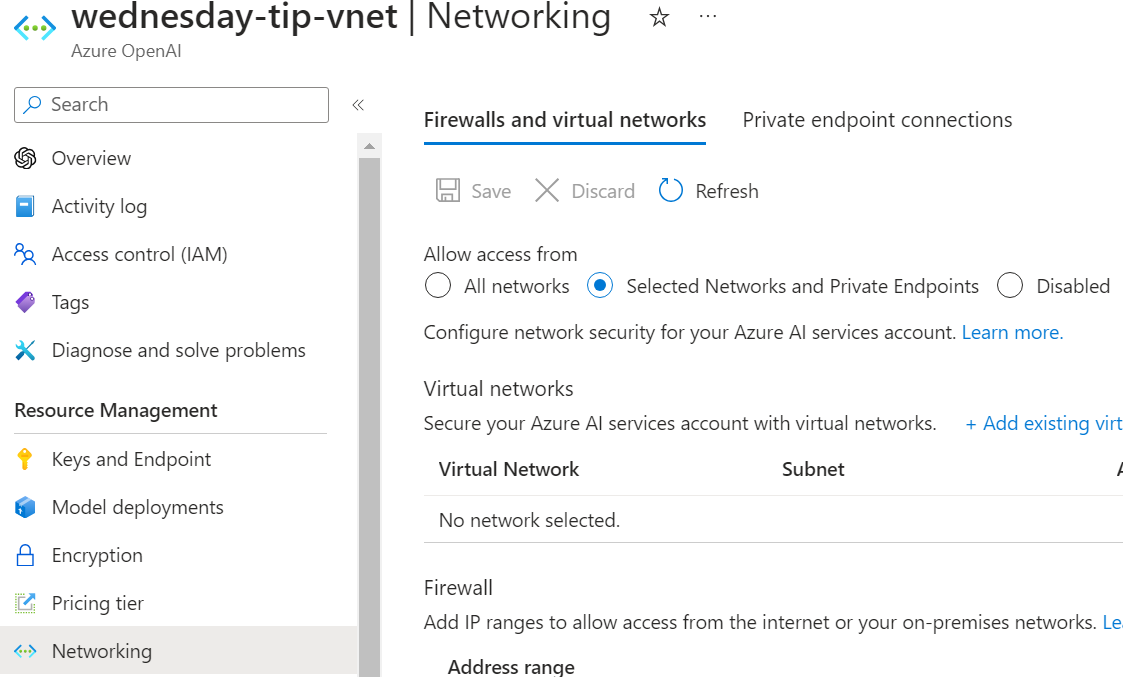 wednesday-tip-vnet | Networking
Azure OpenAI
Search
Overview
Activity log
Access control (IAM)
Tags
Diagnose and solve problems
Resource Management
Keys and Endpoint
Model deployments
Encryption
Pricing tier
Networking
Firewalls and virtual networks Private endpoint connections
Save Discard Refresh
Allow access from
All networks Selected Networks and Private Endpoints Disabled
Configure network security for your Azure AI services account. Learn more.
Virtual networks
Secure your Azure AI services account with virtual networks. + Add existing virt
Virtual Network Subnet A
No network selected.
Firewall
Add IP ranges to allow access from the internet or your on-premises networks. Lea
Address range